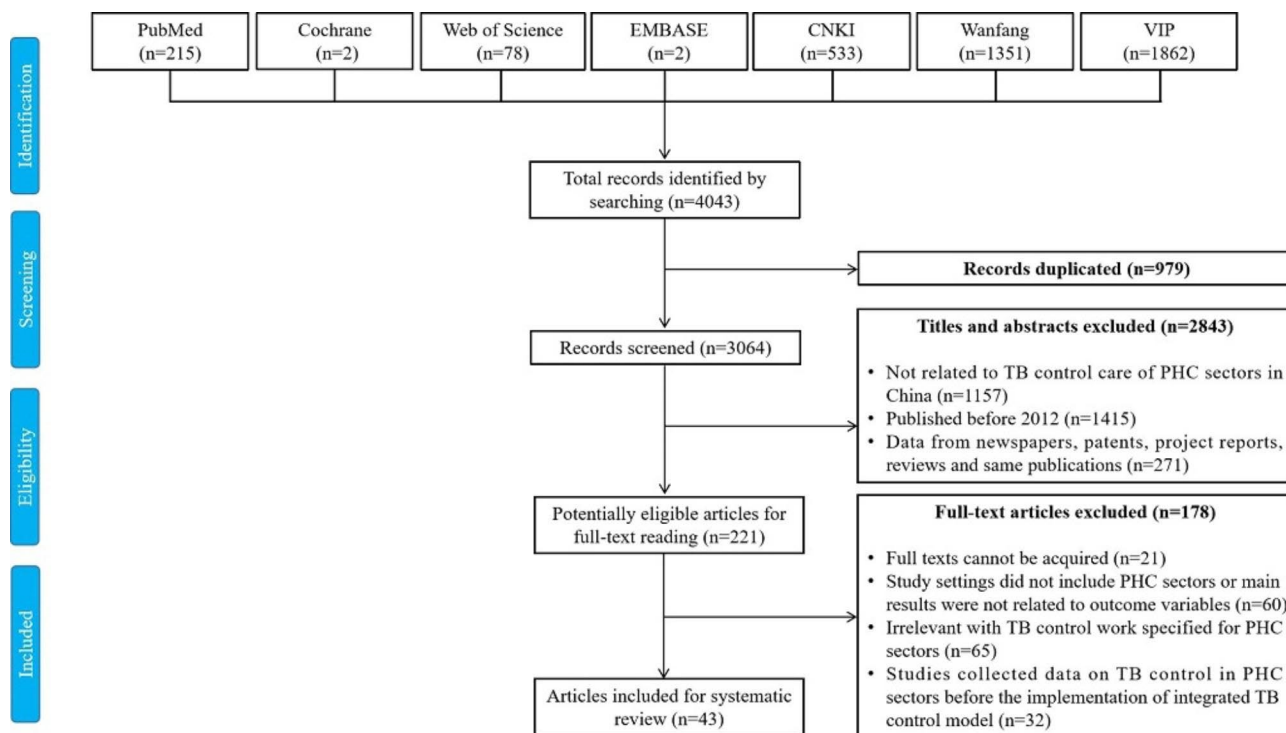 PubMed
(n=215)
Cochrane
(n=2)
Web of Science
(n=78)
EMBASE
(n=2)
CNKI
(n=533)
Wanfang
(n=1351)
VIP
(n=1862)
Identification
Total records identified by
searching (n=4043)
Screening
Records duplicated (n=979)
Records screened (n=3064)
Titles and abstracts excluded (n=2843)
• Not related to TB control care of PHC sectors in
China (n=1157)
• Published before 2012 (n=1415)
• Data from newspapers, patents, project reports,
reviews and same publications (n=271)
Eligibility
Potentially eligible articles for
full-text reading (n=221)
Full-text articles excluded (n=178)
• Full texts cannot be acquired (n=21)
• Study settings did not include PHC sectors or main
results were not related to outcome variables (n=60)
• Irrelevant with TB control work specified for PHC
sectors (n=65)
• Studies collected data on TB control in PHC
sectors before the implementation of integrated TB
control model (n=32)
Included
Articles included for systematic
review (n=43)